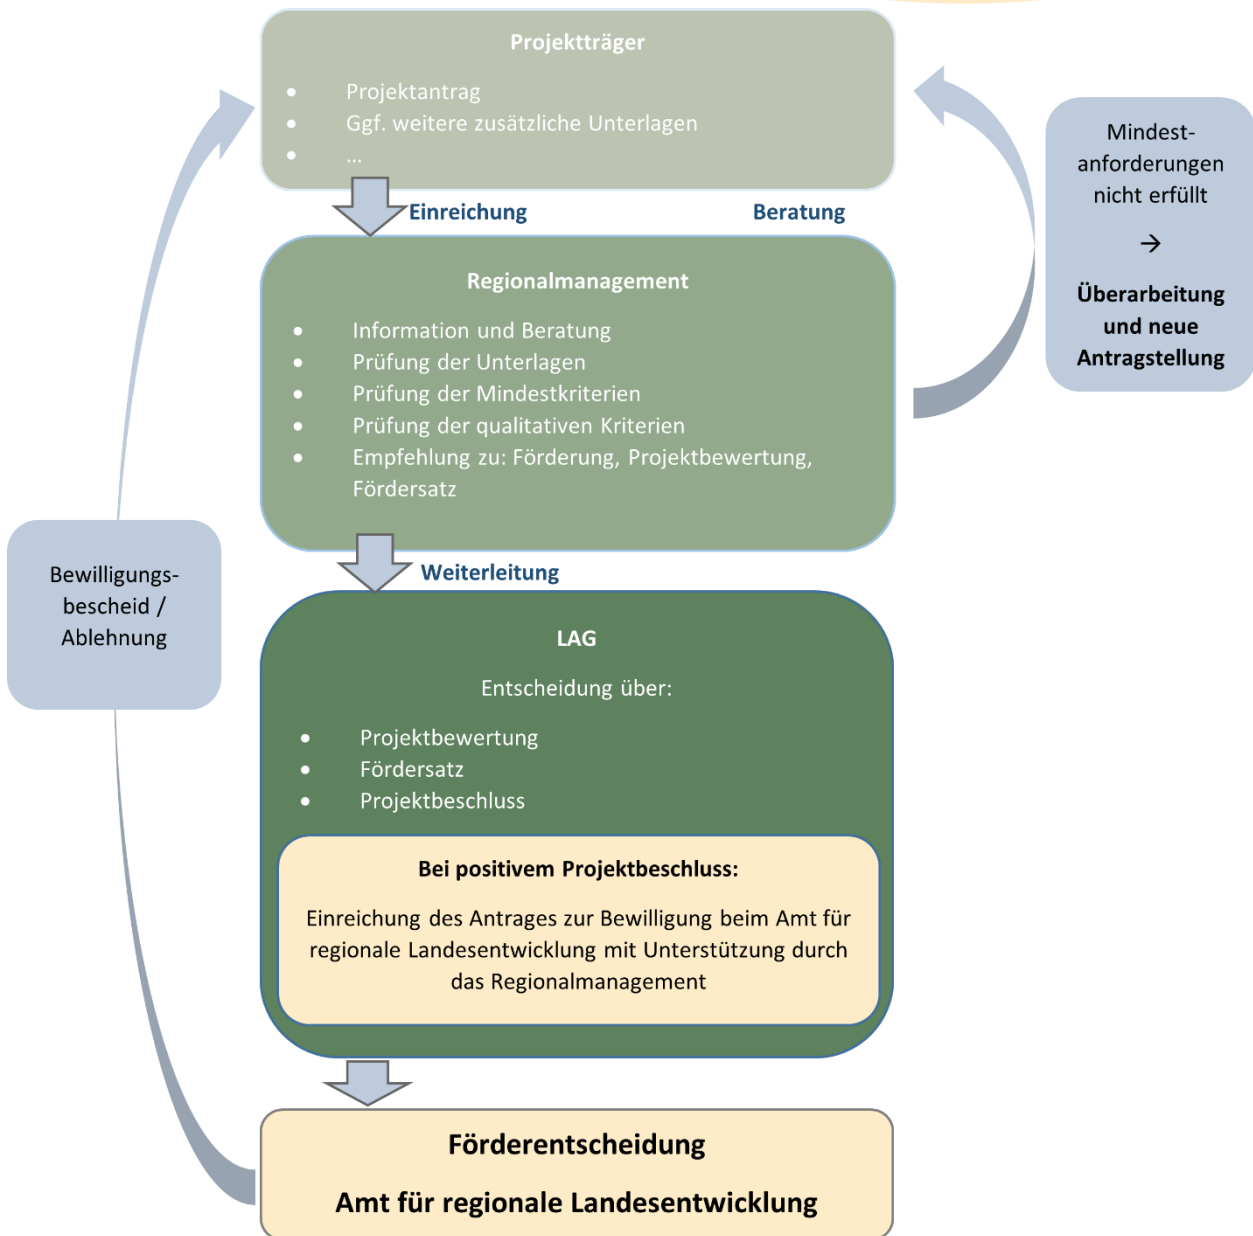 Projektträger
• Projektantrag
• Ggf. weitere zusätzliche Unterlagen
• ...
Einreichung
Beratung
Mindest-
anforderungen
nicht erfüllt
→
Überarbeitung
und neue
Antragstellung
Regionalmanagement
• Information und Beratung
• Prüfung der Unterlagen
• Prüfung der Mindestkriterien
• Prüfung der qualitativen Kriterien
• Empfehlung zu: Förderung, Projektbewertung,
Fördersatz
Weiterleitung
Bewilligungs-
bescheid /
Ablehnung
LAG
Entscheidung über:
• Projektbewertung
• Fördersatz
• Projektbeschluss
Bei positivem Projektbeschluss:
Einreichung des Antrages zur Bewilligung beim Amt für
regionale Landesentwicklung mit Unterstützung durch
das Regionalmanagement
Förderentscheidung
Amt für regionale Landesentwicklung